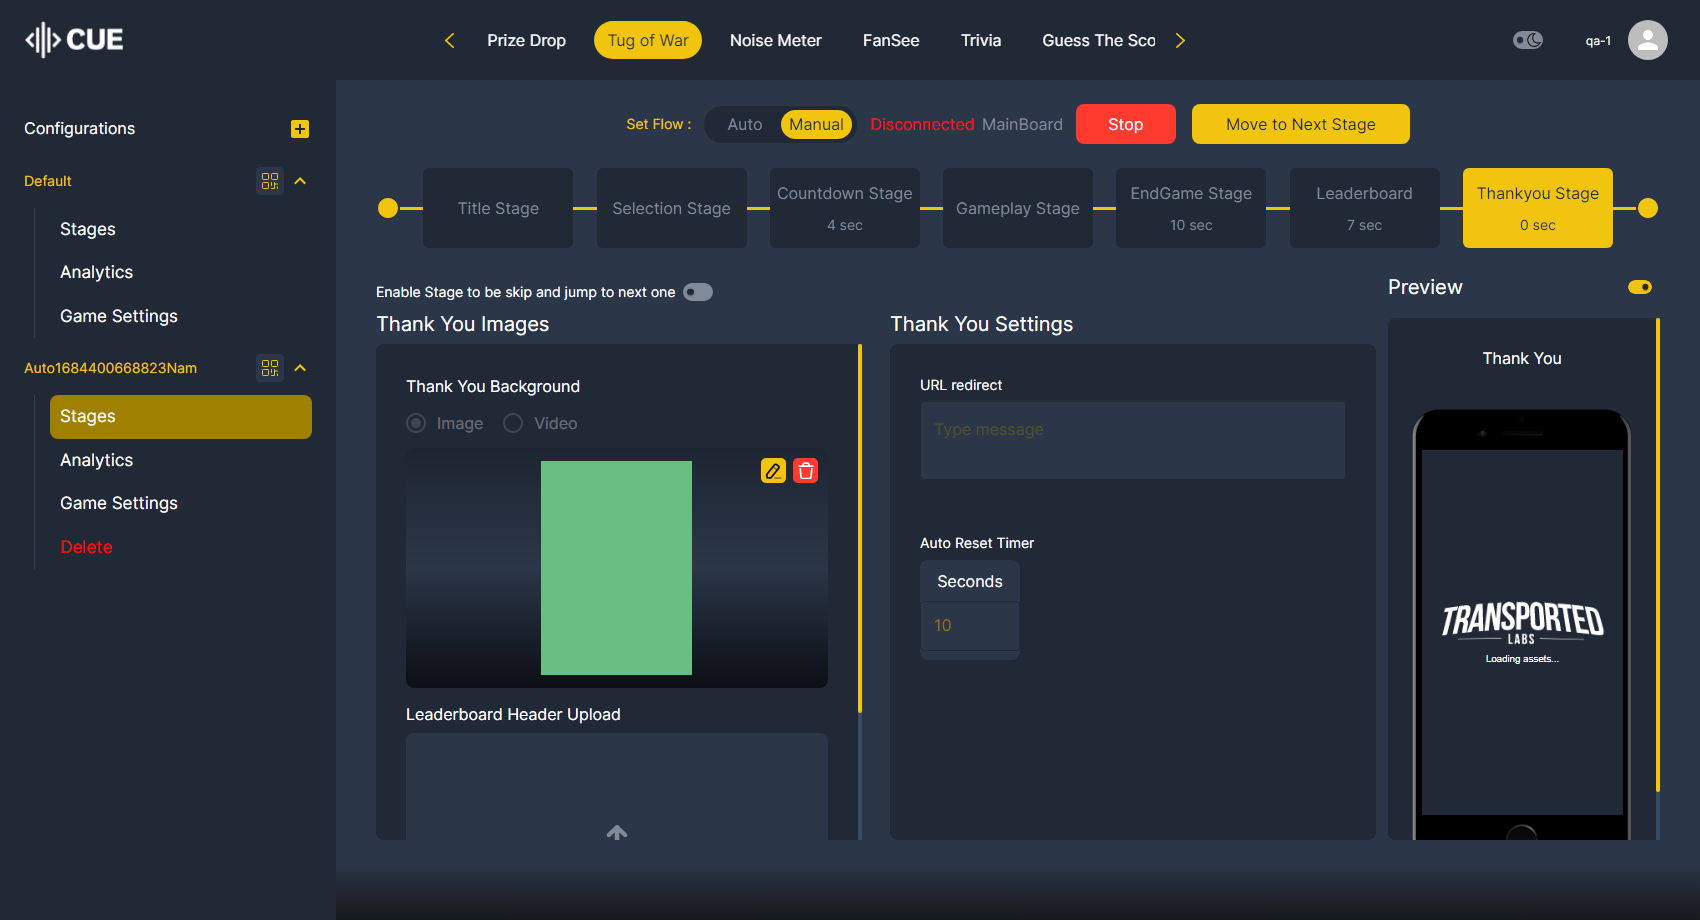 CUE
Prize Drop
Tug of War
Noise Meter
FanSee
Trivia
Guess The Sco
qa-1
Configurations
Default
Stages
Analytics
Game Settings
Auto1684400668823Nam
Stages
Analytics
Game Settings
Delete
Set Flow :
Auto
Manual
Disconnected MainBoard
Stop
Move to Next Stage
Title Stage
Selection Stage
Countdown Stage
4 sec
Gameplay Stage
EndGame Stage
10 sec
Leaderboard
7 sec
Thankyou Stage
0 sec
Enable Stage to be skip and jump to next one
Thank You Images
Thank You Background
Image
Video
Leaderboard Header Upload
Thank You Settings
URL redirect
Type message
Auto Reset Timer
Seconds
10
Preview
Thank You
TRANSPORTED
LABS
Loading assets...